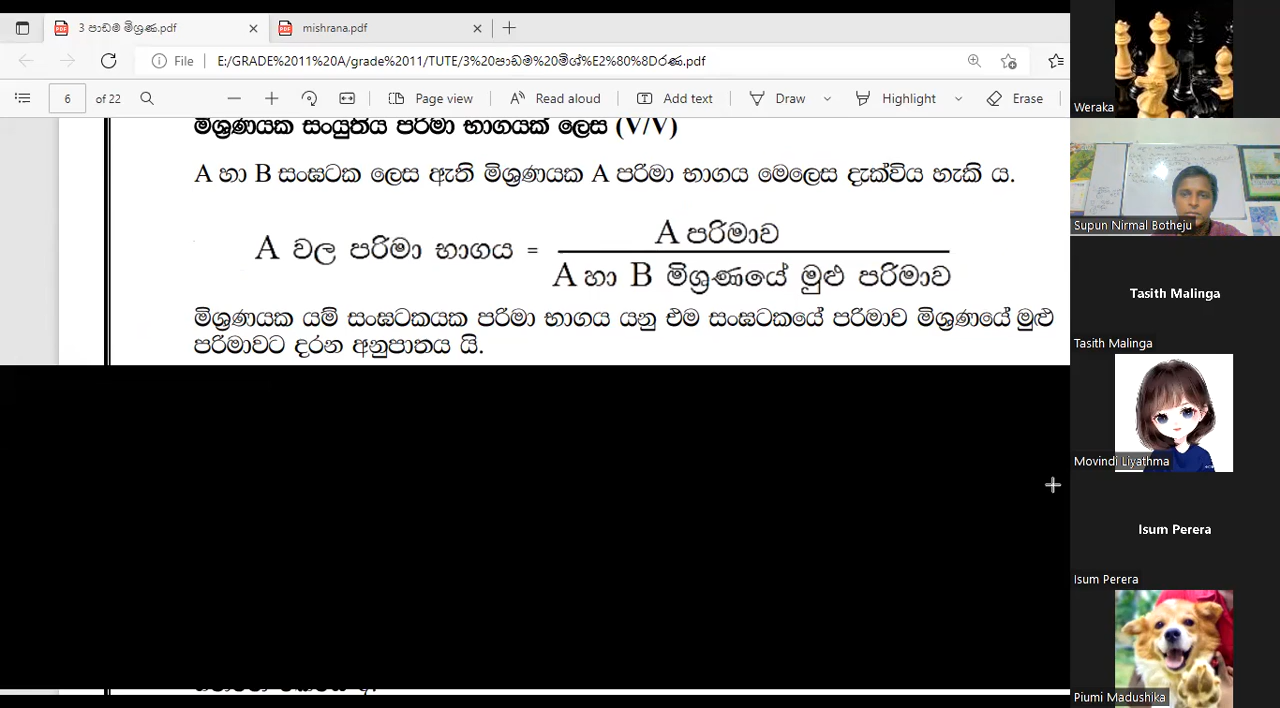 3 පාඩම මිශ්‍රණ.pdf
mishrana.pdf
File
E:/GRADE%2011%20A/grade%2011/TUTE/3%20පාඩම%20මිශ්%E2%80%8Dරණ.pdf
6 of 22
Page view
Read aloud
Add text
Draw
Highlight
Erase
මිශ්‍රණයක සංයුතිය පරිමා භාගයක් ලෙස (V/V)
A හා B සංඝටක ලෙස ඇති මිශ්‍රණයක A පරිමා භාගය මෙලෙස දැක්විය හැකි ය.
A පරිමාව
A වල පරිමා භාගය =
A හා B මිශ්‍රණයේ මුළු පරිමාව
මිශ්‍රණයක යම් සංඝටකයක පරිමා භාගය යනු එම සංඝටකයේ පරිමාව මිශ්‍රණයේ මුළු
පරිමාවට දරන අනුපාතය යි.
Weraka
Supun Nirmal Botheju
Tasith Malinga
Tasith Malinga
Movindi Liyathma
Isum Perera
Isum Perera
Piumi Madushika